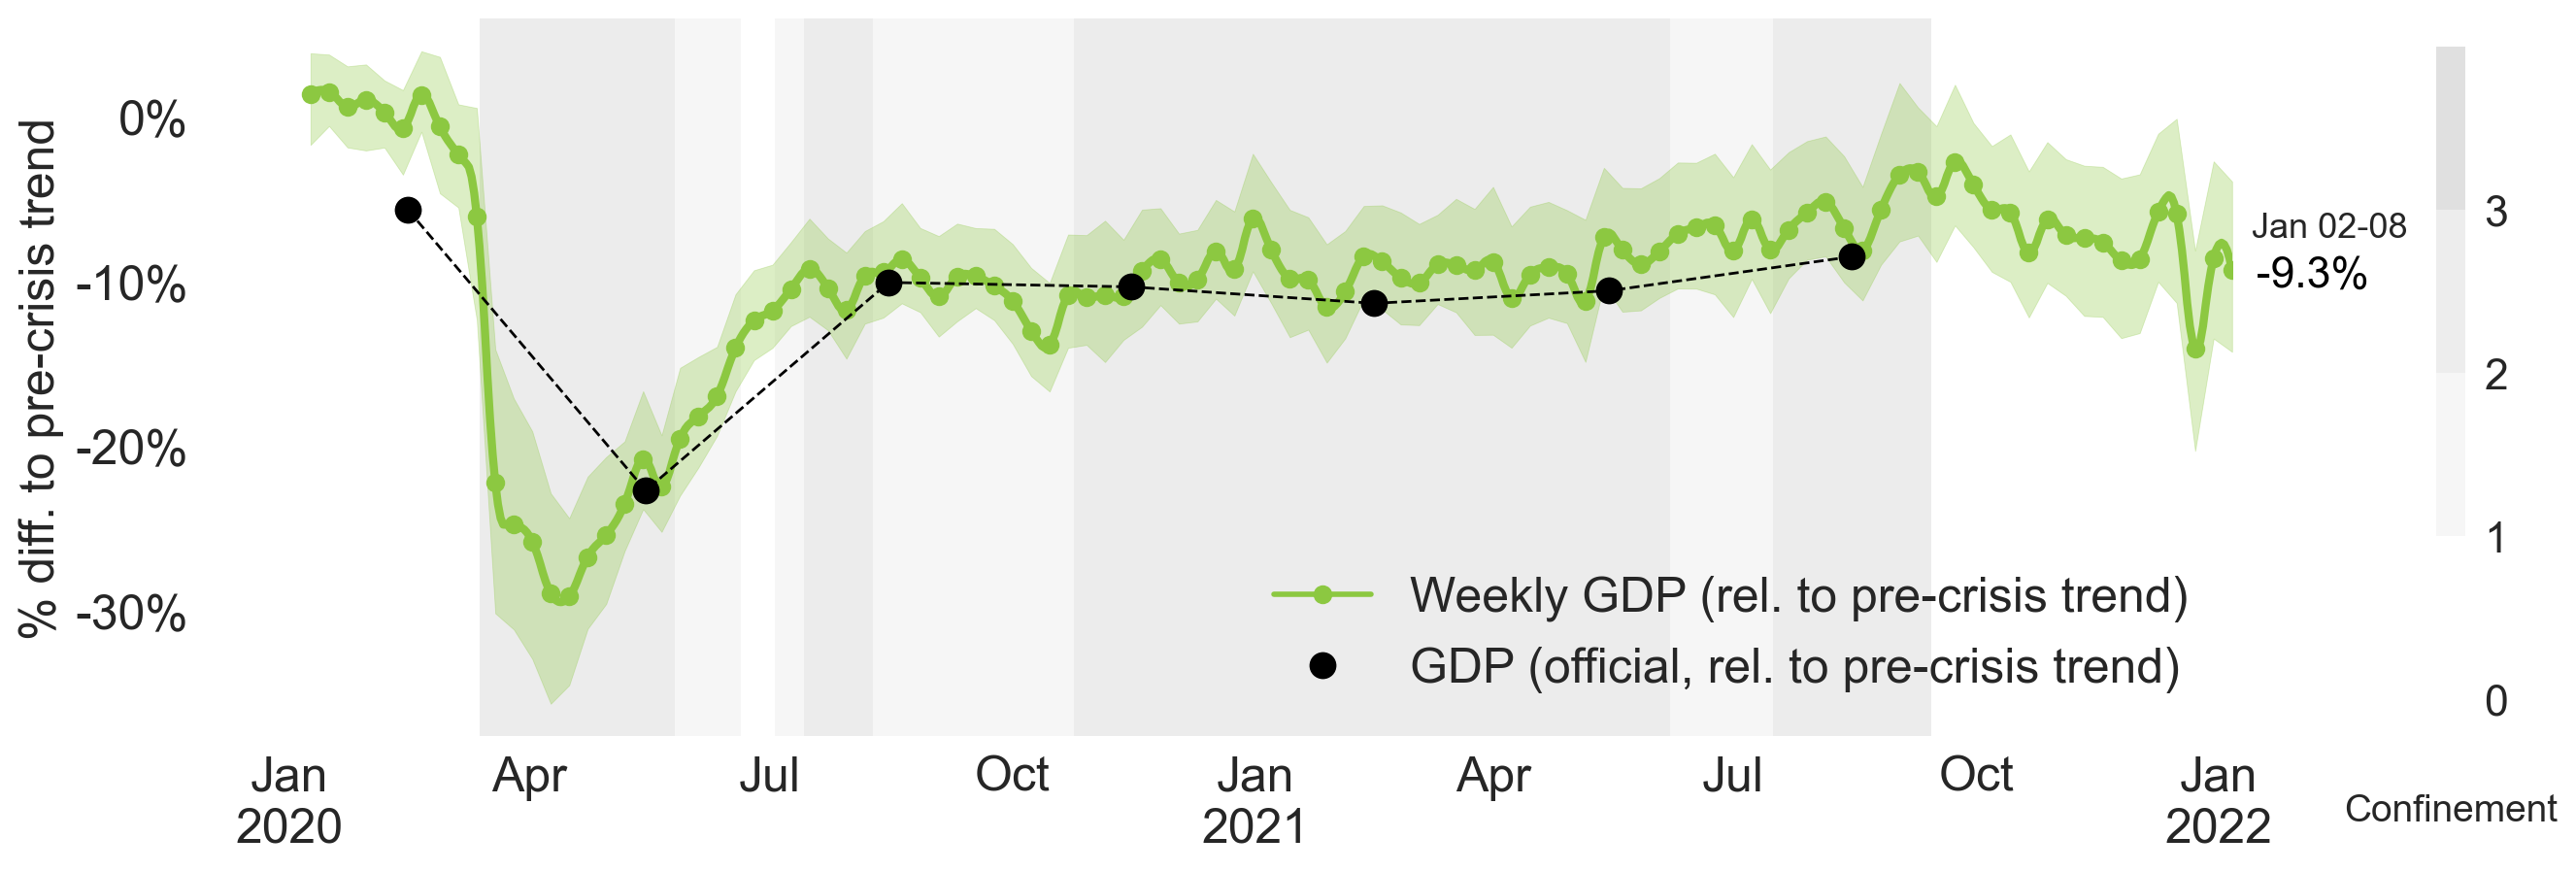 % diff. to pre-crisis trend
0%
-10%
-20%
-30%
Jan 02-08
-9.3%
3
2
1
0
Weekly GDP (rel. to pre-crisis trend)
GDP (official, rel. to pre-crisis trend)
Jan Apr Jul Oct Jan Apr Jul Oct Jan
2020 2021 2022
Confinement